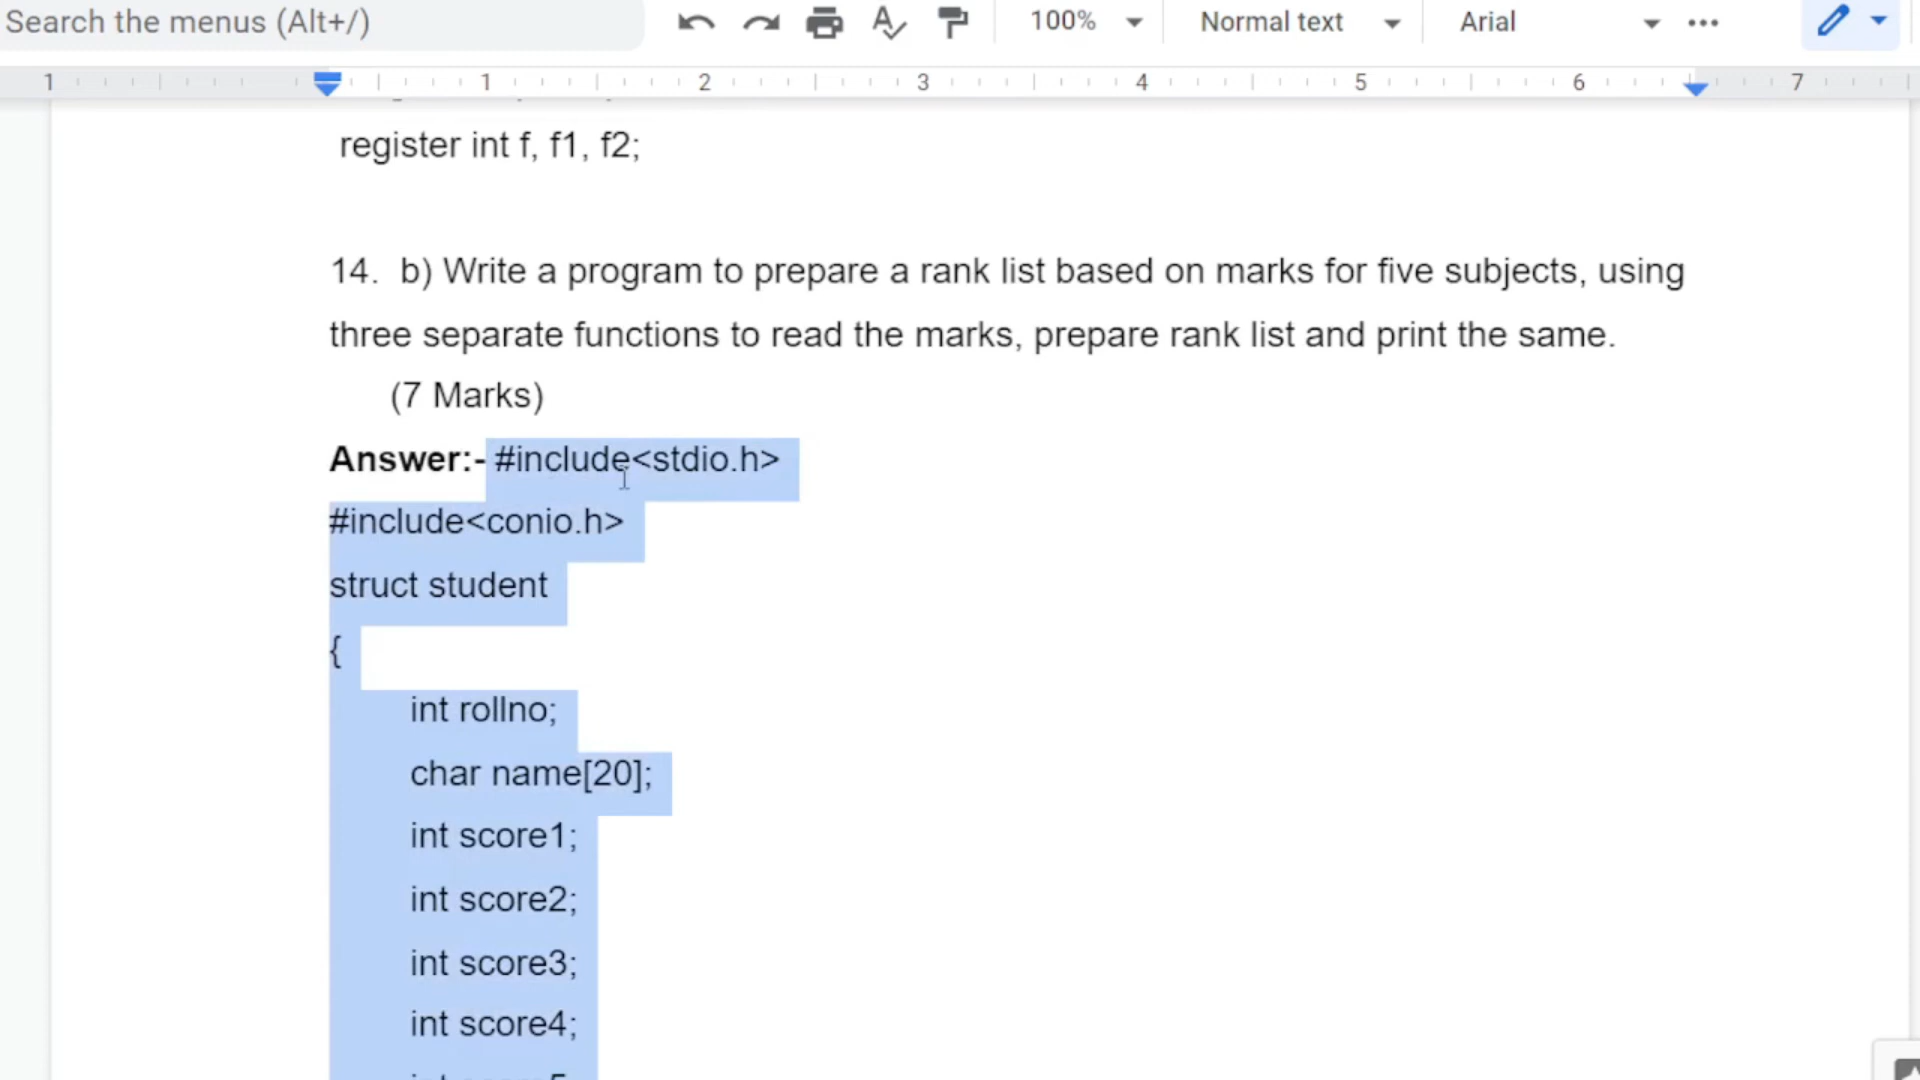 Search the menus (Alt+/) 100% Normal text Arial
1 1 2 3 4 5 6 7
register int f, f1, f2;
14. b) Write a program to prepare a rank list based on marks for five subjects, using
three separate functions to read the marks, prepare rank list and print the same.
(7 Marks)
Answer:- #include<stdio.h>
#include<conio.h>
struct student
{
int rollno;
char name[20];
int score1;
int score2;
int score3;
int score4;